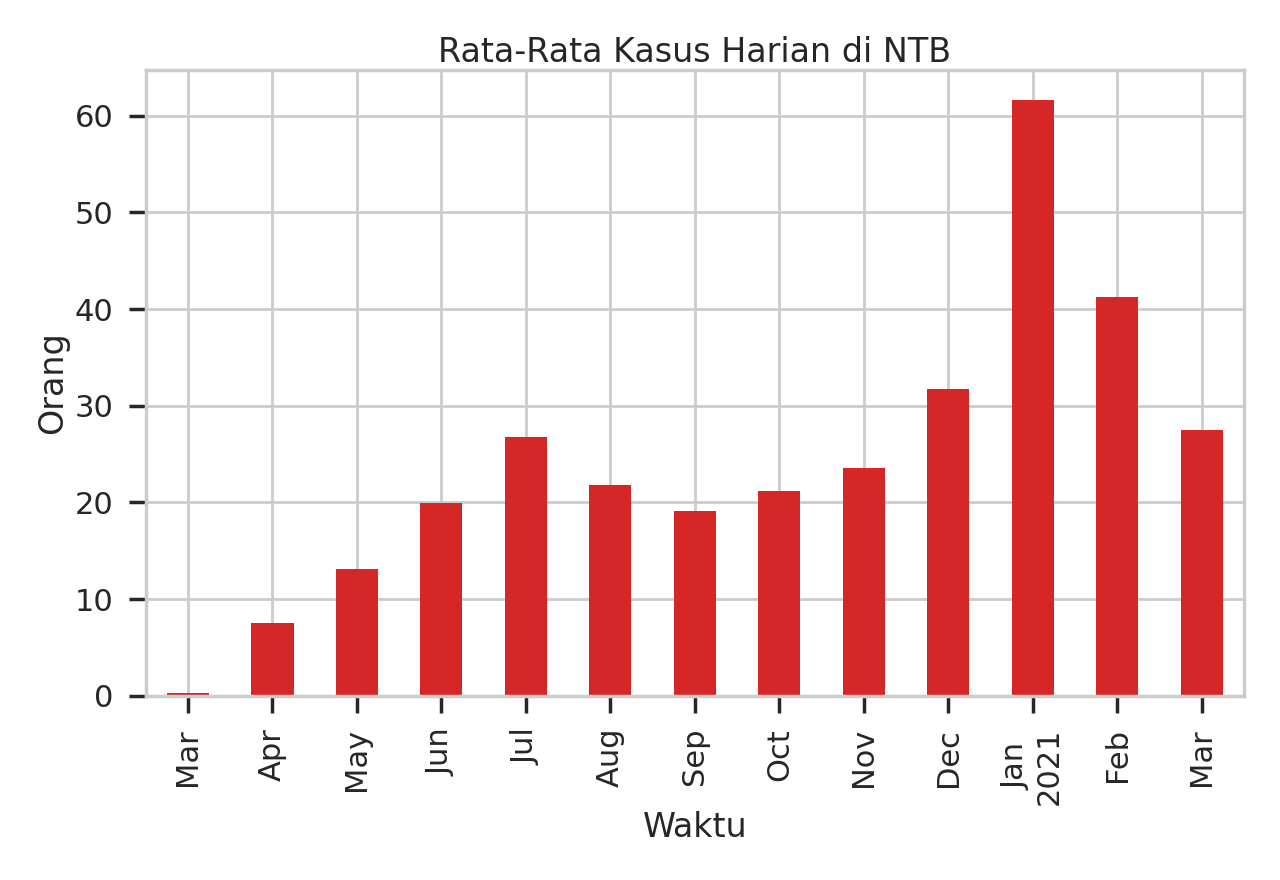 Rata-Rata Kasus Harian di NTB
60
50
40
30
20
10
0
Orang
Mar
Apr
May
Jun
Jul
Aug
Sep
Oct
Nov
Dec
Jan
2021
Feb
Mar
Waktu